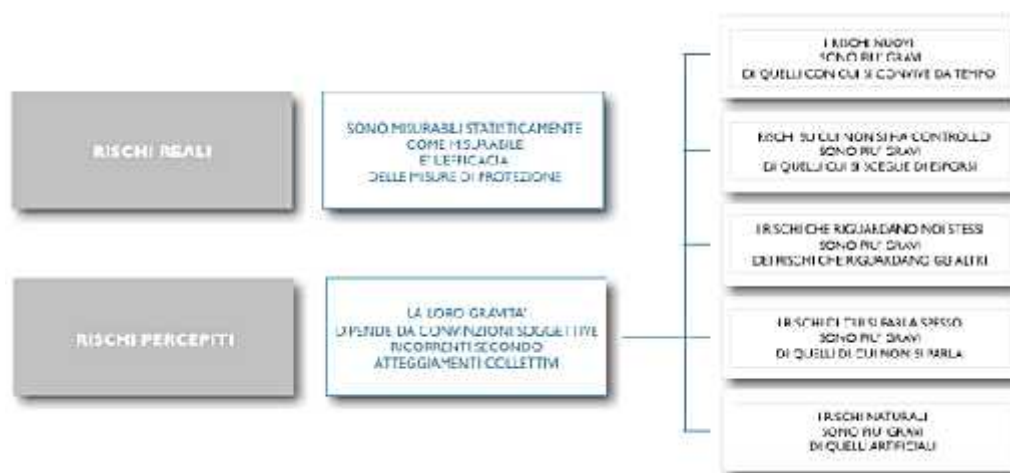 RISCHI REALI
SONO MISURABILI STATISTICAMENTE
COME MISURABILE
E' L'EFFICACIA
DELLE MISURE DI PROTEZIONE
RISCHI PERCEPITI
LA LORO GRAVITA'
DIPENDE DA CONVINZIONI SOGGETTIVE
RICORRENTI SECONDO
ATTEGGIAMENTI COLLETTIVI
I RISCHI NUOVI
SONO PIU' GRAVI
DI QUELLI CON CUI SI CONVIVE DA TEMPO
RISCHI SU CUI NON SI HA CONTROLLO
SONO PIU' GRAVI
DI QUELLI CUI SI SCEGLIE DI ESPORSI
I RISCHI CHE RIGUARDANO NOI STESSI
SONO PIU' GRAVI
DEI RISCHI CHE RIGUARDANO GLI ALTRI
I RISCHI DI CUI SI PARLA SPESSO
SONO PIU' GRAVI
DI QUELLI DI CUI NON SI PARLA
I RISCHI NATURALI
SONO PIU' GRAVI
DI QUELLI ARTIFICIALI